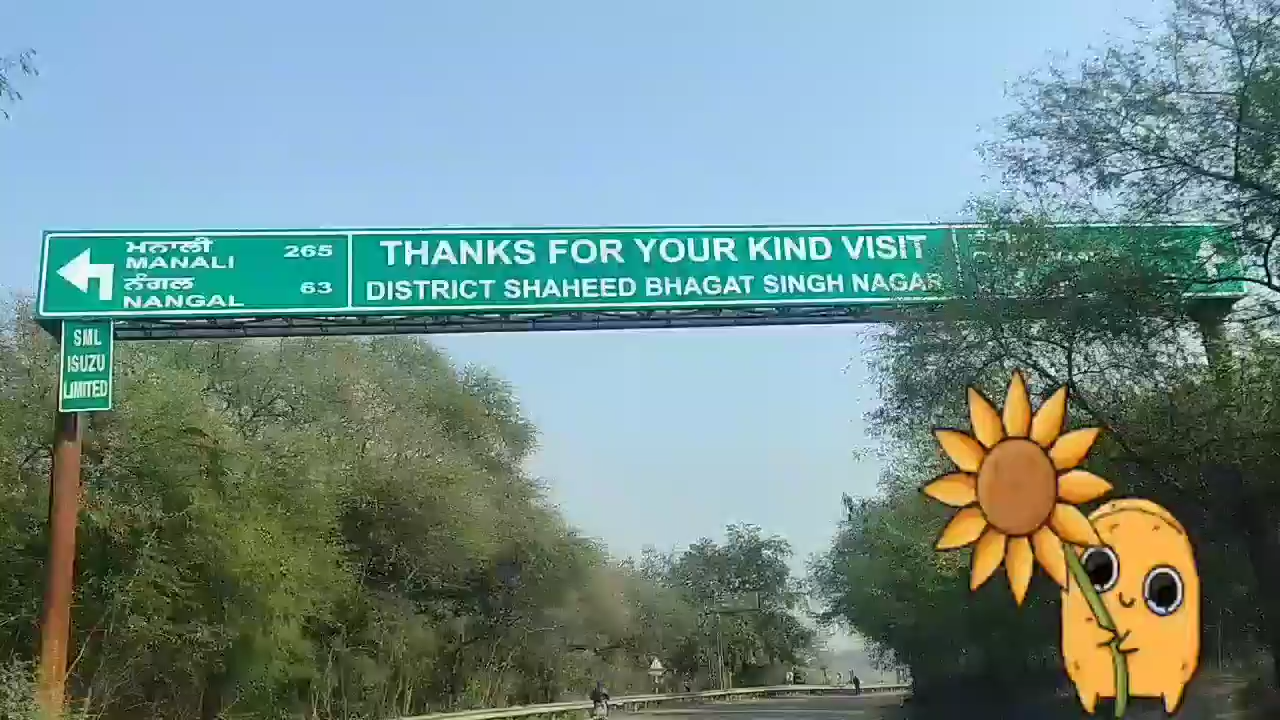 ਮਨਾਲੀ 265
MANALI
ਨੰਗਲ 63
NANGAL
THANKS FOR YOUR KIND VISIT
DISTRICT SHAHEED BHAGAT SINGH NAGAR
SML
ISUZU
LIMITED